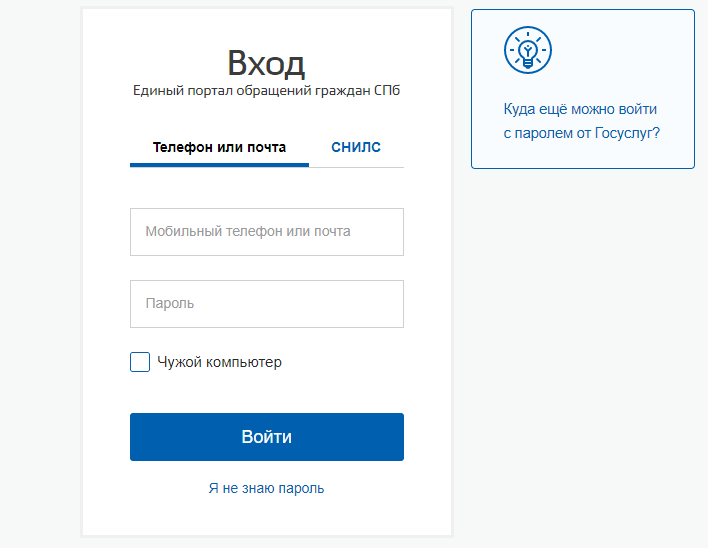 Вход
Единый портал обращений граждан СПб
Телефон или почта
СНИЛС
Мобильный телефон или почта
Пароль
Чужой компьютер
Войти
Я не знаю пароль
Куда ещё можно войти
с паролем от Госуслуг?